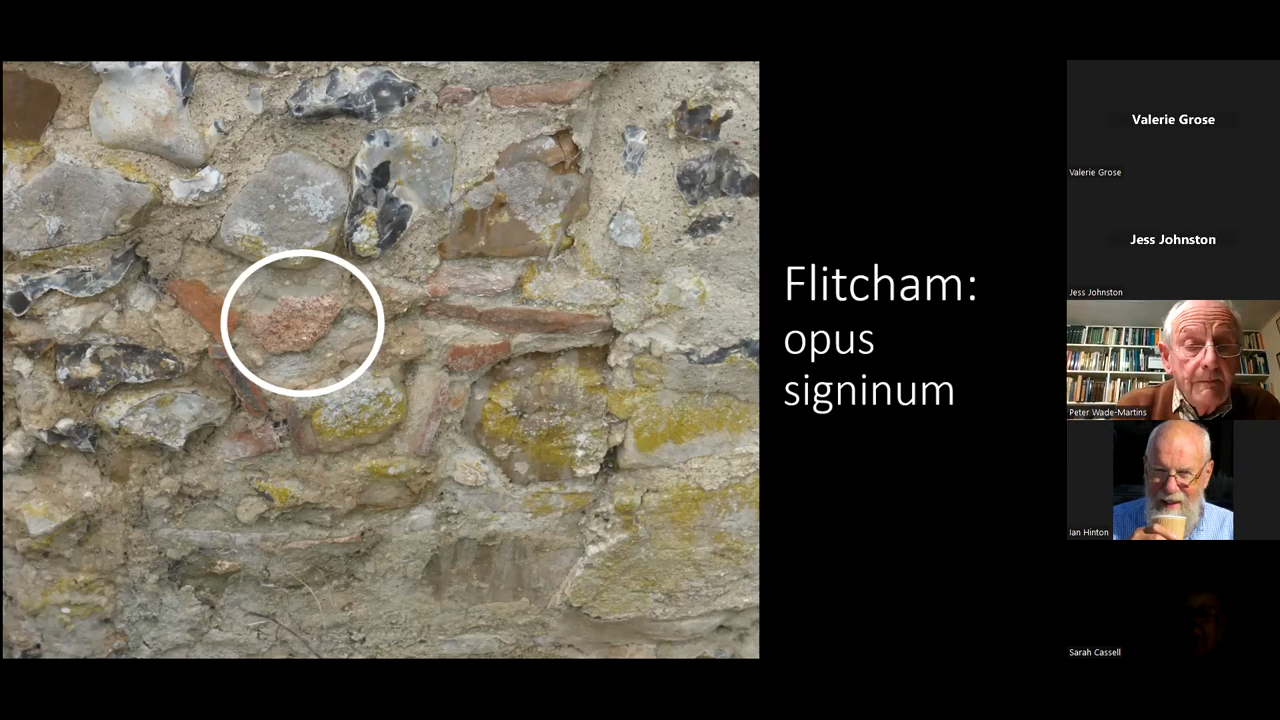 Flitcham:
opus
signinum
Valerie Grose
Valerie Grose
Jess Johnston
Jess Johnston
Peter Wade-Martins
Ian Hinton
Sarah Cassell